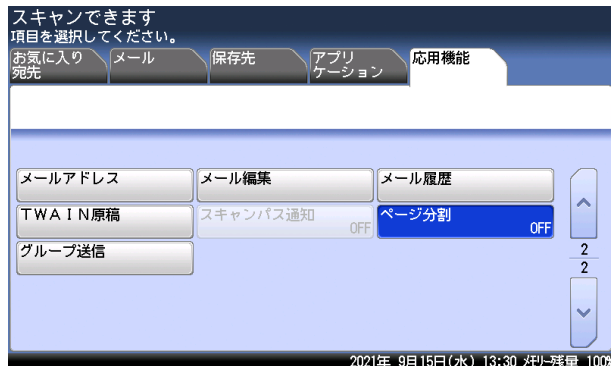 スキャンできます
項目を選択してください。
お気に入り
宛先
メール
保存先
アプリ
ケーション
応用機能
メールアドレス
メール編集
メール履歴
TWAIN原稿
スキャンパス通知
OFF
ページ分割
OFF
グループ送信
2
2
2021年 9月15日(水) 13:30 メモリー残量 100%